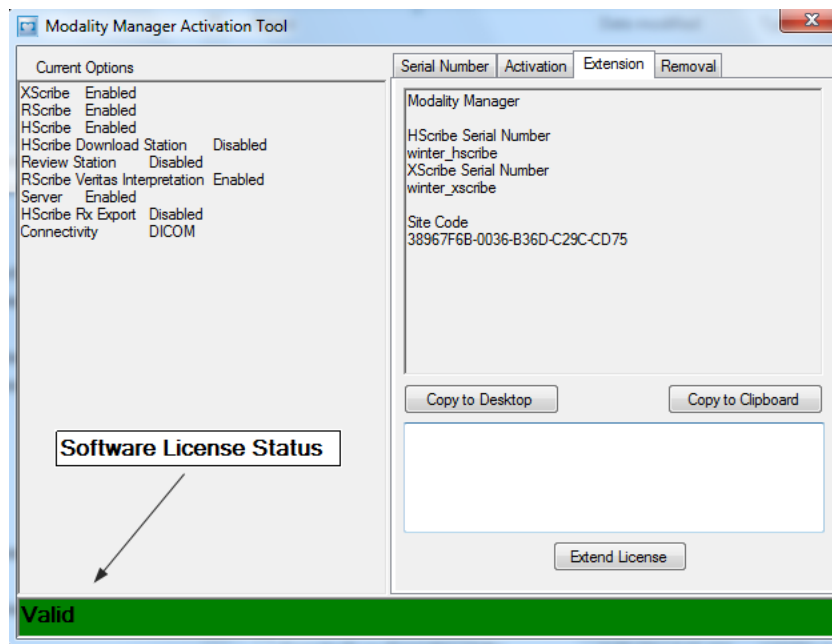 Modality Manager Activation Tool
Current Options
XScribe Enabled
RScribe Enabled
HScribe Enabled
HScribe Download Station Disabled
Review Station Disabled
RScribe Veritas Interpretation Enabled
Server Enabled
HScribe Rx Export Disabled
Connectivity DICOM
Software License Status
Valid
Serial Number Activation Extension Removal
Modality Manager
HScribe Serial Number
winter_hscribe
XScribe Serial Number
winter_xscribe
Site Code
38967F6B-0036-B36D-C29C-CD75
Copy to Desktop Copy to Clipboard
Extend License